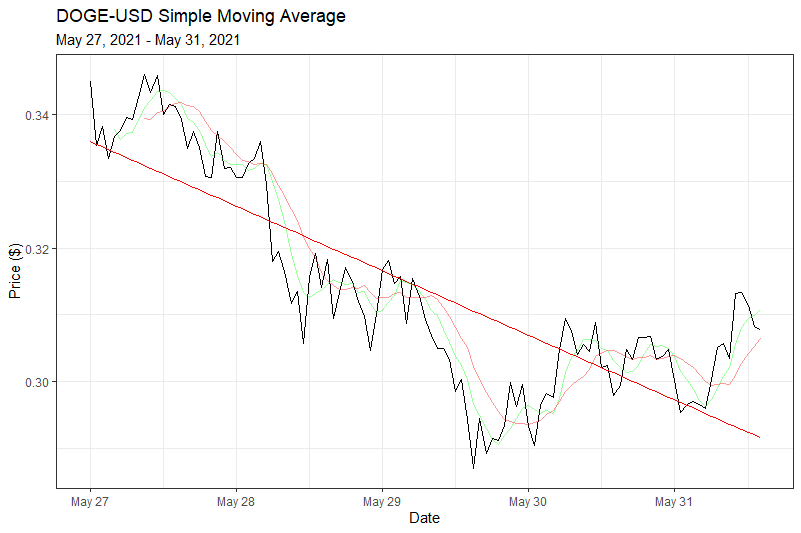 DOGE-USD Simple Moving Average
May 27, 2021 - May 31, 2021
Price ($)
0.34
0.32
0.30
May 27
May 28
May 29
May 30
May 31
Date